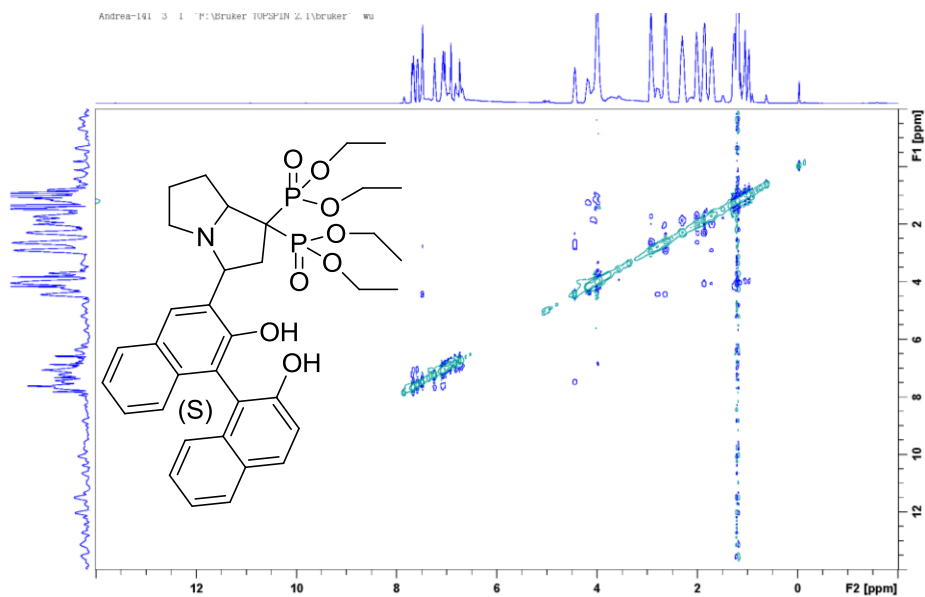 Andrea-141 3 1 "M:\Bruker TOPSPIN 2.1\bruker" wu
O
O
P
O
O
P
O
N
O
O
OH
OH
(S)
F1 [ppm]
2
4
6
8
10
12
12
10
8
6
4
2
0
F2 [ppm]